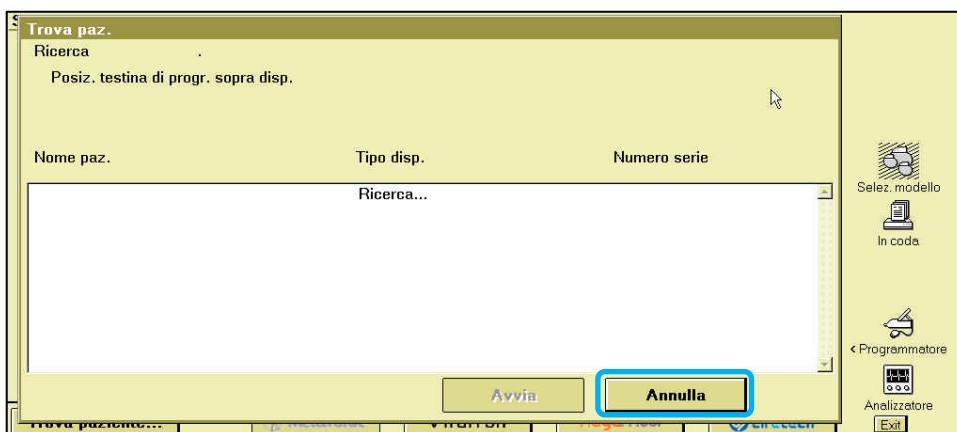 Trova paz.
Ricerca .
Posiz. testina di progr. sopra disp.
Nome paz. Tipo disp. Numero serie
Ricerca...
Selez. modello
In coda
< Programmatore
Avvia Annulla
Analizzatore
Trova paziente...
Exit